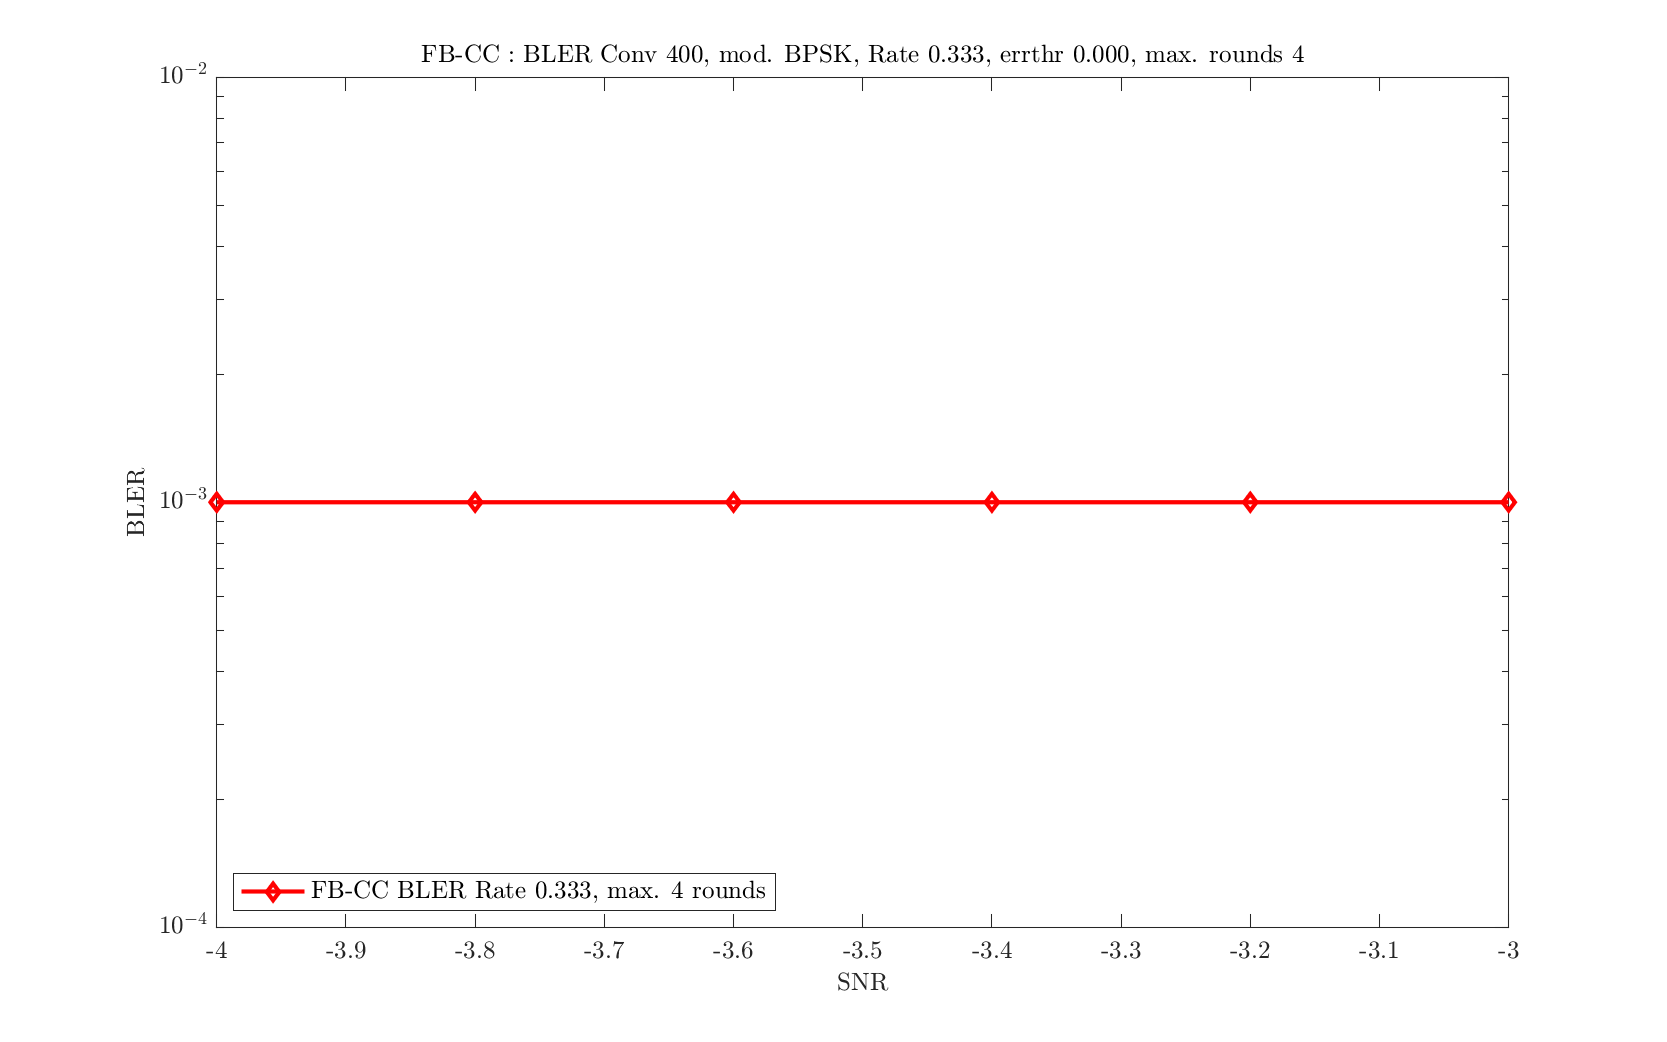 FB-CC : BLER Conv 400, mod. BPSK, Rate 0.333, errthr 0.000, max. rounds 4
10⁻²
10⁻³
10⁻⁴
BLER
FB-CC BLER Rate 0.333, max. 4 rounds
-4 -3.9 -3.8 -3.7 -3.6 -3.5 -3.4 -3.3 -3.2 -3.1 -3
SNR